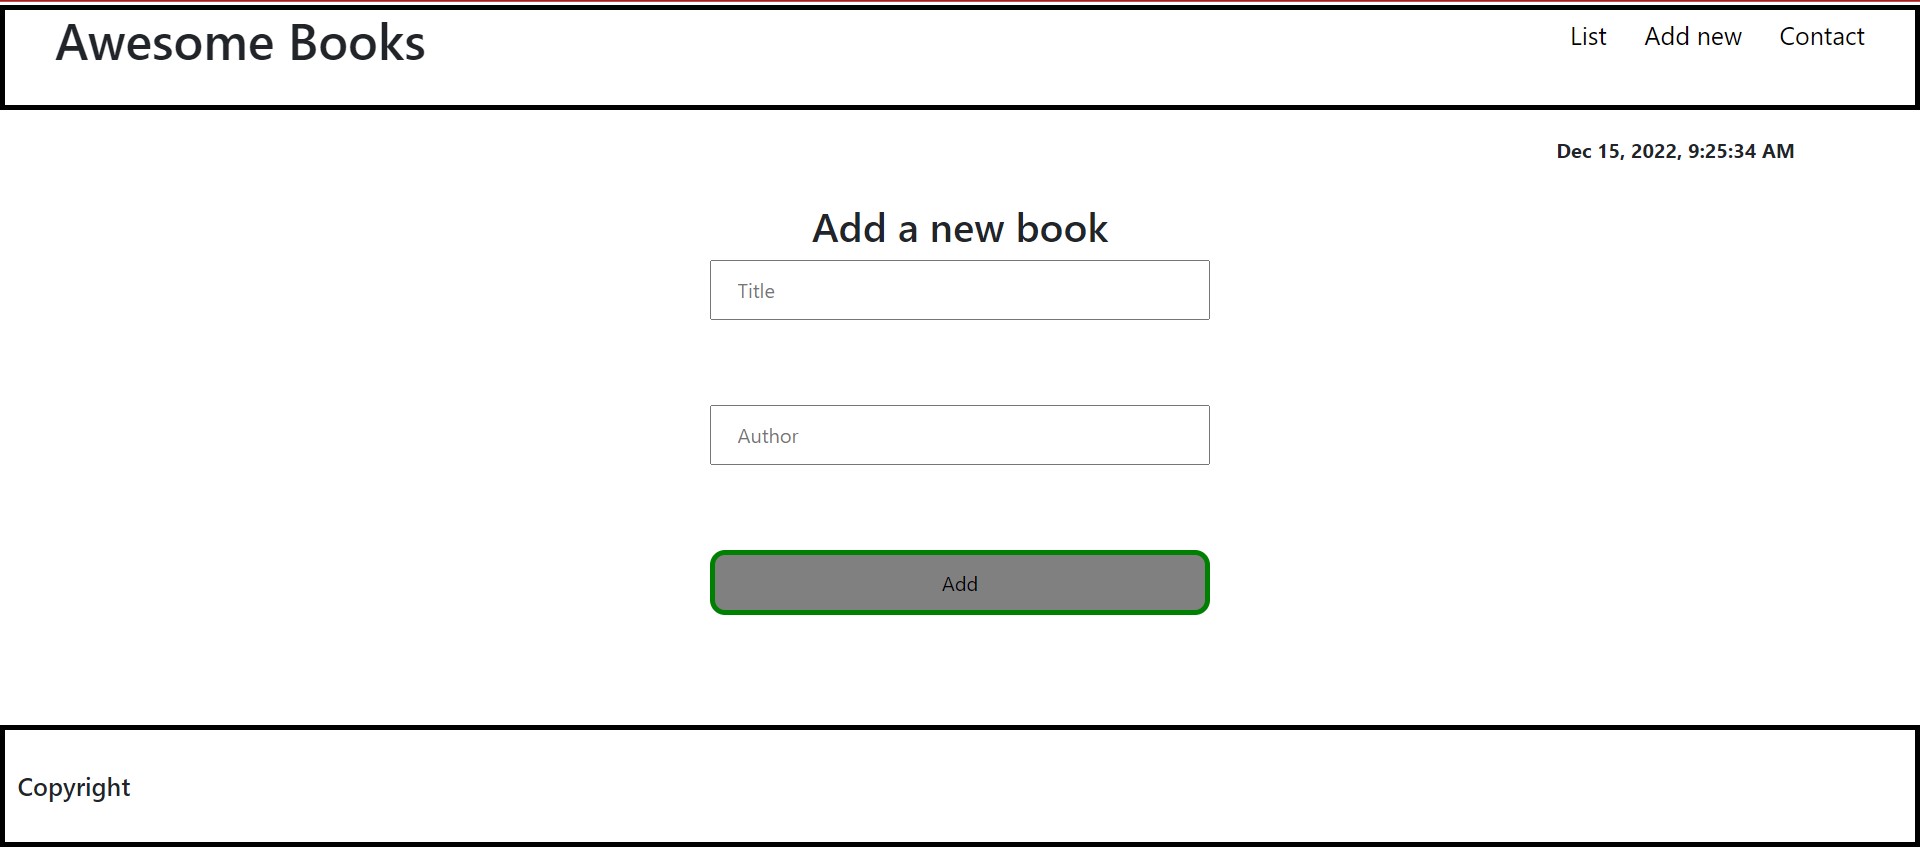 Awesome Books
List Add new Contact
Dec 15, 2022, 9:25:34 AM
Add a new book
Title
Author
Add
Copyright